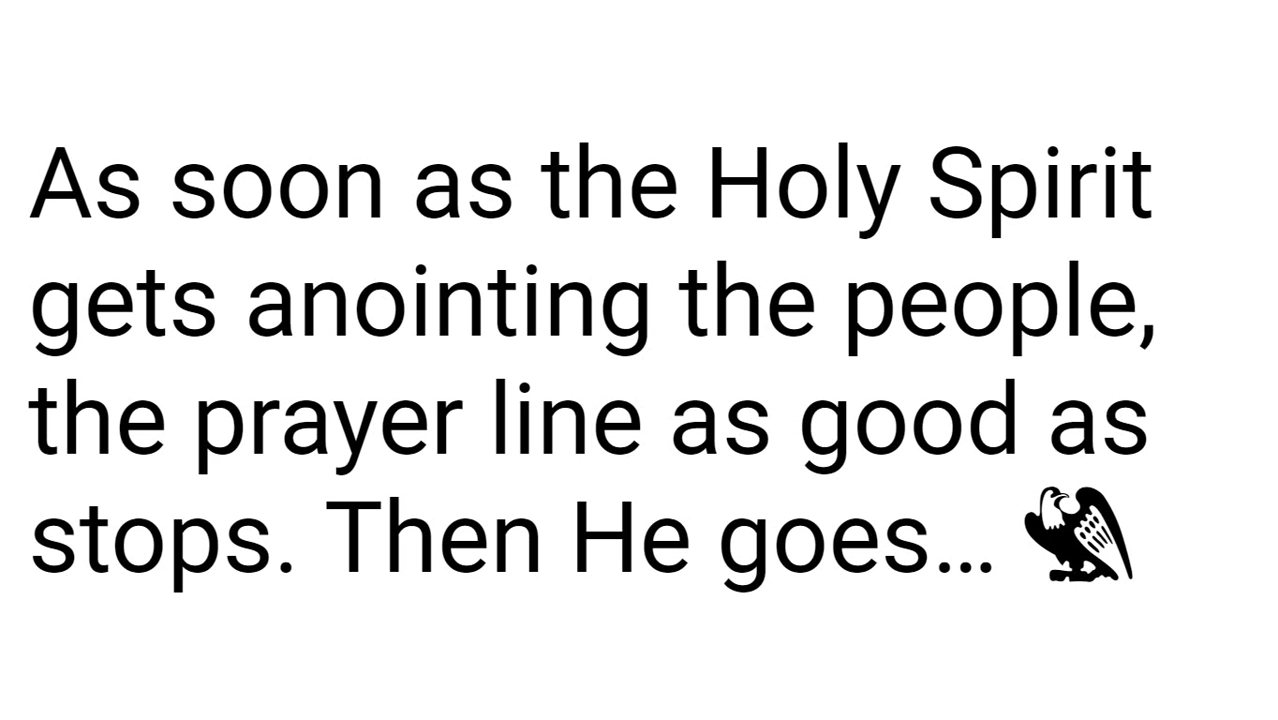 As soon as the Holy Spirit
gets anointing the people,
the prayer line as good as
stops. Then He goes...